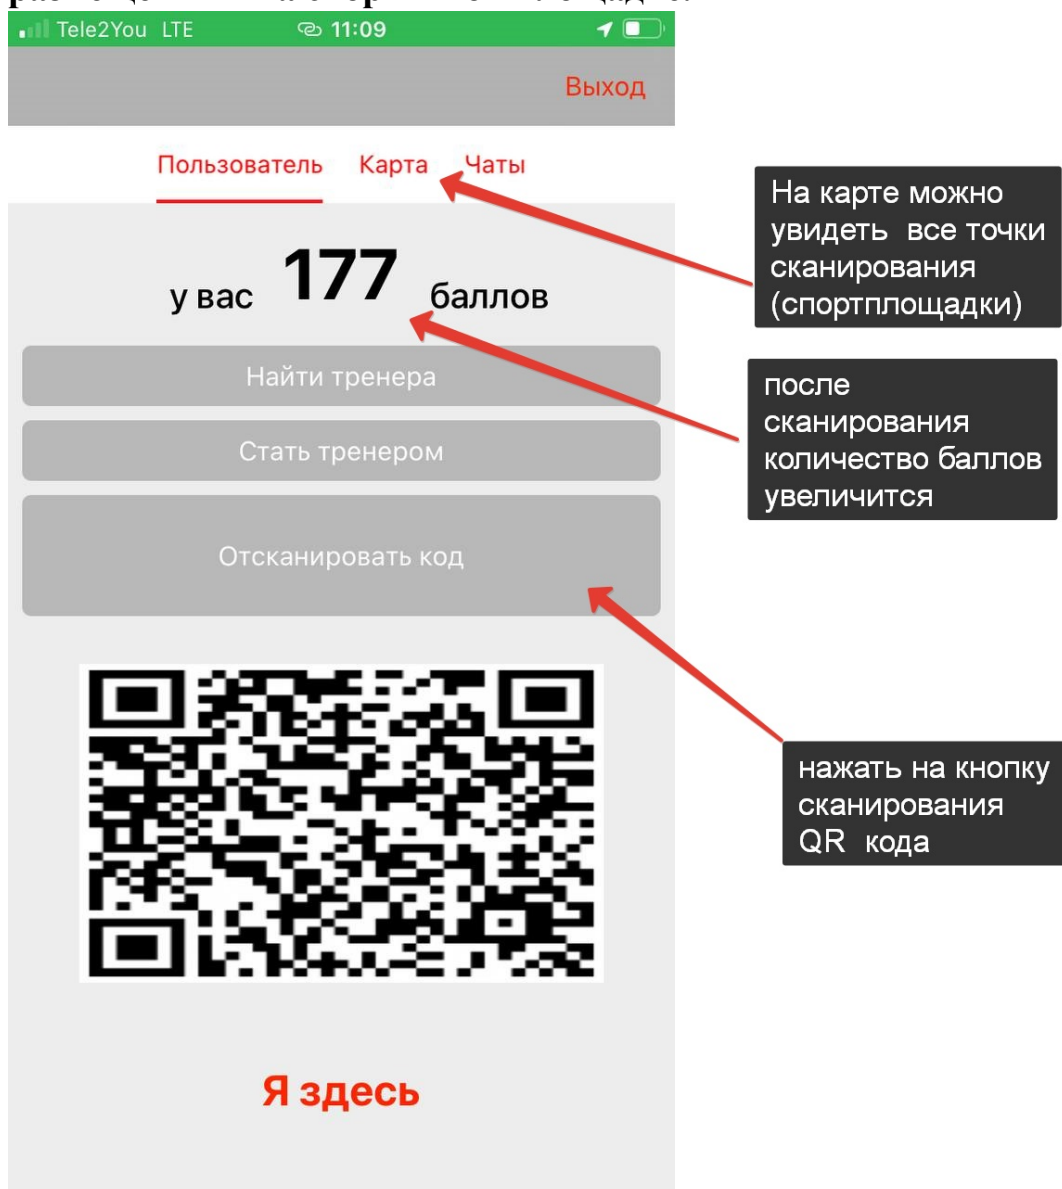 Tele2You LTE 11:09
Выход
Пользователь Карта Чаты
На карте можно
увидеть все точки
сканирования
(спортплощадки)
у вас 177 баллов
Найти тренера
после
сканирования
количество баллов
увеличится
Стать тренером
Отсканировать код
нажать на кнопку
сканирования
QR кода
Я здесь